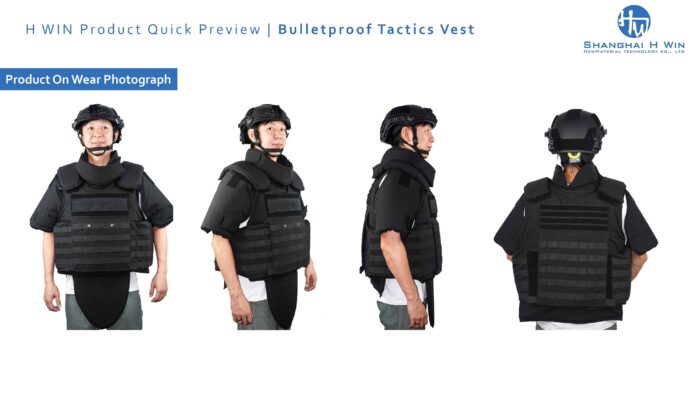 H WIN Product Quick Preview | Bulletproof Tactics Vest
HW
Shanghai H Win
NewMaterial technology co., ltd
Product On Wear Photograph